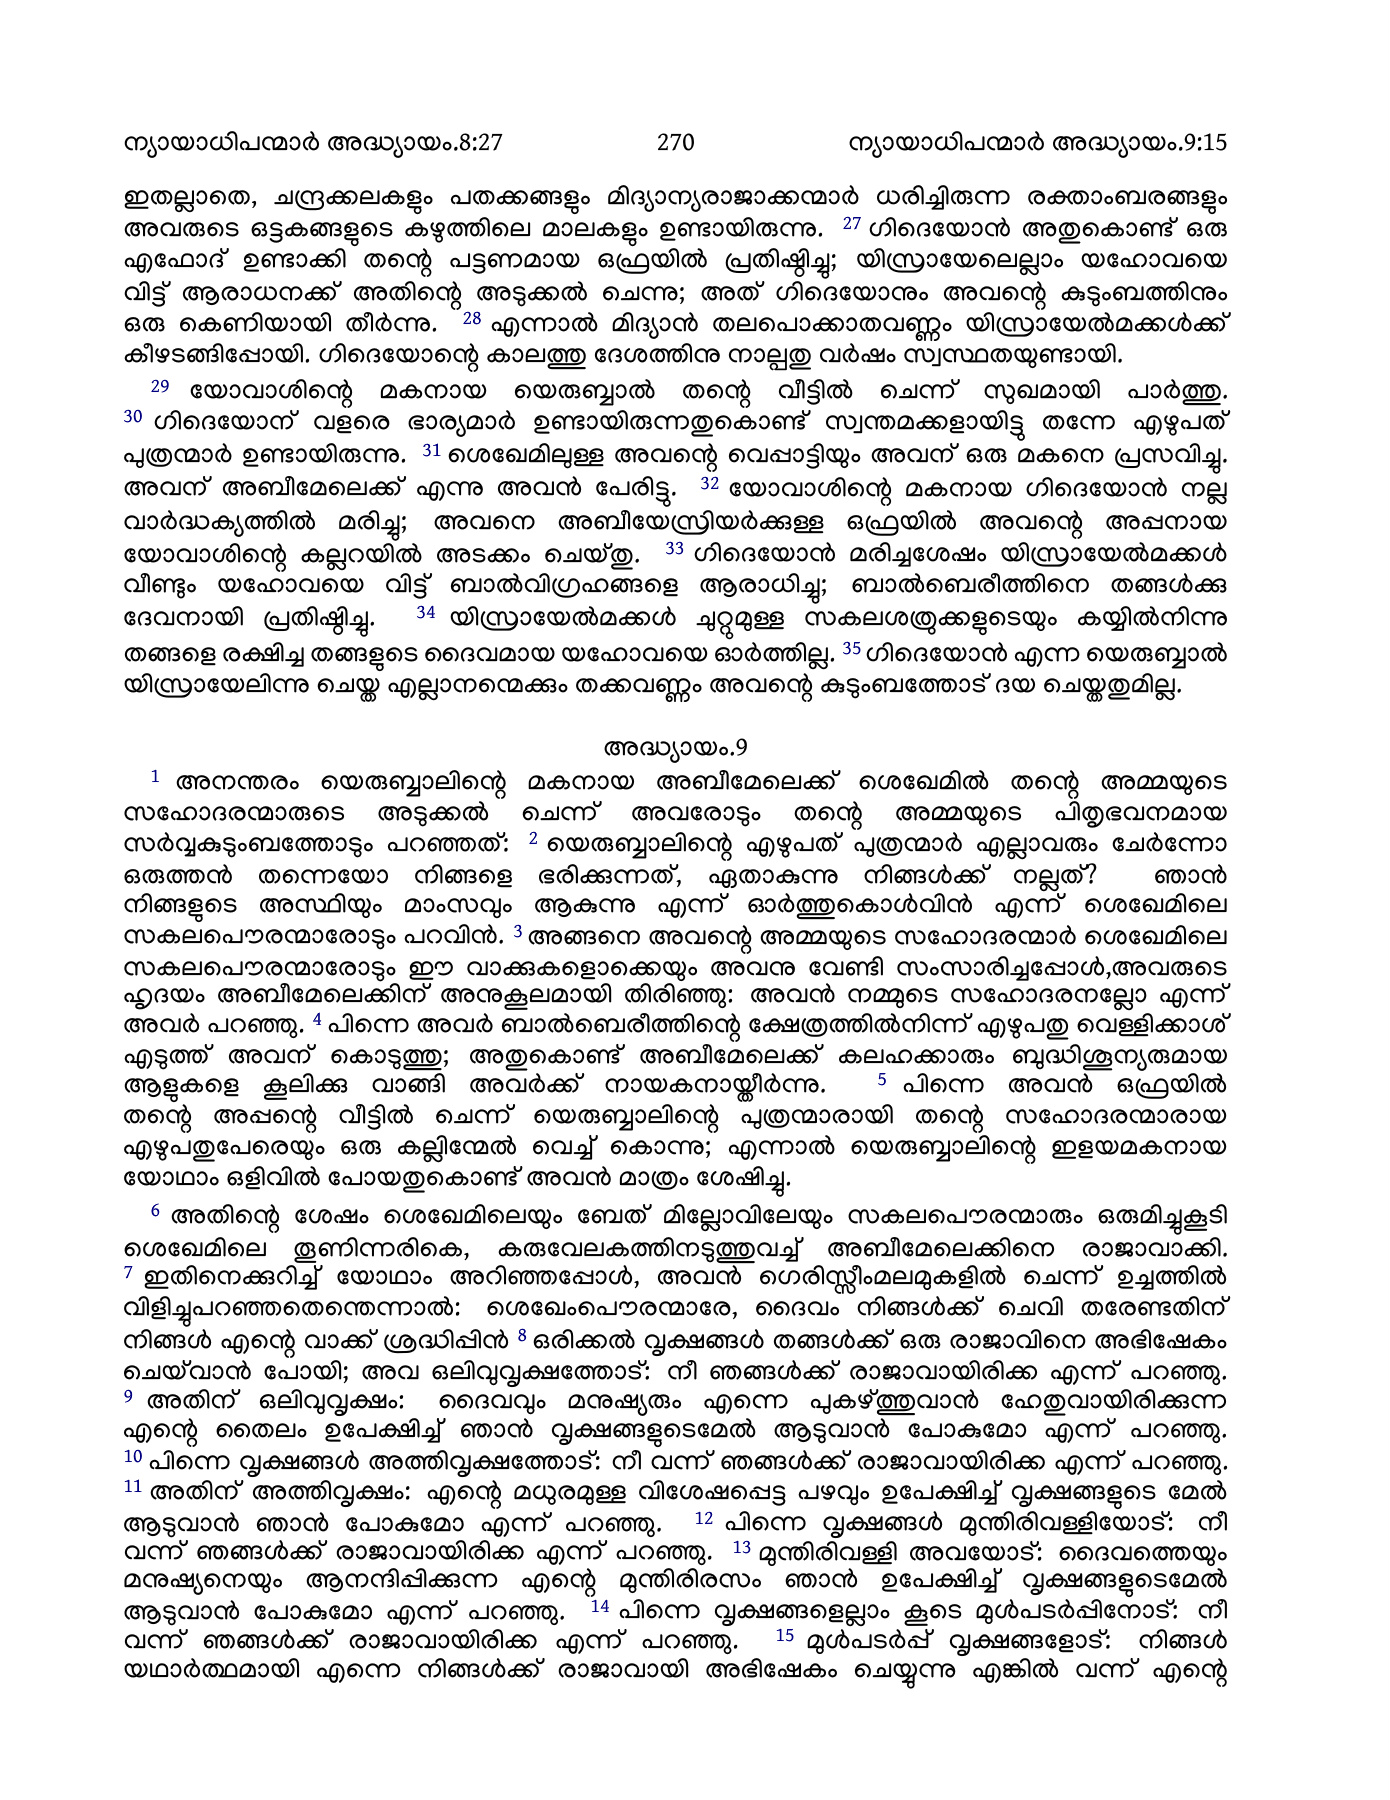 ന്യായാധിപന്മാർ അദ്ധ്യായം.8:27 270 ന്യായാധിപന്മാർ അദ്ധ്യായം.9:15
ഇതല്ലാതെ, ചന്ദ്രക്കലകളും പതക്കങ്ങളും മിദ്യാന്യരാജാക്കന്മാർ ധരിച്ചിരുന്ന രക്താംബരങ്ങളും
അവരുടെ ഒട്ടകങ്ങളുടെ കഴുത്തിലെ മാലകളും ഉണ്ടായിരുന്നു. 27 ഗിദെയോൻ അതുകൊണ്ട് ഒരു
എഫോദ് ഉണ്ടാക്കി തന്റെ പട്ടണമായ ഒഫ്രയിൽ പ്രതിഷ്ഠിച്ചു; യിസ്രായേലെല്ലാം യഹോവയെ
വിട്ട് ആരാധനക്ക് അതിന്റെ അടുക്കൽ ചെന്നു; അത് ഗിദെയോനും അവന്റെ കുടുംബത്തിനും
ഒരു കെണിയായി തീർന്നു. 28 എന്നാൽ മിദ്യാൻ തലപൊക്കാതവണ്ണം യിസ്രായേൽമക്കൾക്ക്
കീഴടങ്ങിപ്പോയി. ഗിദെയോന്റെ കാലത്തു ദേശത്തിനു നാല്പതു വർഷം സ്വസ്ഥതയുണ്ടായി.
29 യോവാശിന്റെ മകനായ യെരുബ്ബാൽ തന്റെ വീട്ടിൽ ചെന്ന് സുഖമായി പാർത്തു.
30 ഗിദെയോന് വളരെ ഭാര്യമാർ ഉണ്ടായിരുന്നതുകൊണ്ട് സ്വന്തമക്കളായിട്ടു തന്നേ എഴുപത്
പുത്രന്മാർ ഉണ്ടായിരുന്നു. 31 ശെഖേമിലുള്ള അവന്റെ വെപ്പാട്ടിയും അവന് ഒരു മകനെ പ്രസവിച്ചു.
അവന് അബീമേലെക്ക് എന്നു അവൻ പേരിട്ടു. 32 യോവാശിന്റെ മകനായ ഗിദെയോൻ നല്ല
വാർദ്ധക്യത്തിൽ മരിച്ചു; അവനെ അബീയേസ്രിയർക്കുള്ള ഒഫ്രയിൽ അവന്റെ അപ്പനായ
യോവാശിന്റെ കല്ലറയിൽ അടക്കം ചെയ്തു. 33 ഗിദെയോൻ മരിച്ചശേഷം യിസ്രായേൽമക്കൾ
വീണ്ടും യഹോവയെ വിട്ട് ബാൽവിഗ്രഹങ്ങളെ ആരാധിച്ചു; ബാൽബെരീത്തിനെ തങ്ങൾക്കു
ദേവനായി പ്രതിഷ്ഠിച്ചു. 34 യിസ്രായേൽമക്കൾ ചുറ്റുമുള്ള സകലശത്രുക്കളുടെയും കയ്യിൽനിന്നു
തങ്ങളെ രക്ഷിച്ച തങ്ങളുടെ ദൈവമായ യഹോവയെ ഓർത്തില്ല. 35 ഗിദെയോൻ എന്ന യെരുബ്ബാൽ
യിസ്രായേലിന്നു ചെയ്ത എല്ലാനന്മെക്കും തക്കവണ്ണം അവന്റെ കുടുംബത്തോട് ദയ ചെയ്തതുമില്ല.
അദ്ധ്യായം.9
1 അനന്തരം യെരുബ്ബാലിന്റെ മകനായ അബീമേലെക്ക് ശെഖേമിൽ തന്റെ അമ്മയുടെ
സഹോദരന്മാരുടെ അടുക്കൽ ചെന്ന് അവരോടും തന്റെ അമ്മയുടെ പിതൃഭവനമായ
സർവ്വകുടുംബത്തോടും പറഞ്ഞത്: 2 യെരുബ്ബാലിന്റെ എഴുപത് പുത്രന്മാർ എല്ലാവരും ചേർന്നോ
ഒരുത്തൻ തന്നെയോ നിങ്ങളെ ഭരിക്കുന്നത്, ഏതാകുന്നു നിങ്ങൾക്ക് നല്ലത്? ഞാൻ
നിങ്ങളുടെ അസ്ഥിയും മാംസവും ആകുന്നു എന്ന് ഓർത്തുകൊൾവിൻ എന്ന് ശെഖേമിലെ
സകലപൌരന്മാരോടും പറവിൻ. 3 അങ്ങനെ അവന്റെ അമ്മയുടെ സഹോദരന്മാർ ശെഖേമിലെ
സകലപൌരന്മാരോടും ഈ വാക്കുകളൊക്കെയും അവനു വേണ്ടി സംസാരിച്ചപ്പോൾ,അവരുടെ
ഹൃദയം അബീമേലെക്കിന് അനുകൂലമായി തിരിഞ്ഞു: അവൻ നമ്മുടെ സഹോദരനല്ലോ എന്ന്
അവർ പറഞ്ഞു. 4 പിന്നെ അവർ ബാൽബെരീത്തിന്റെ ക്ഷേത്രത്തിൽനിന്ന് എഴുപതു വെള്ളിക്കാശ്
എടുത്ത് അവന് കൊടുത്തു; അതുകൊണ്ട് അബീമേലെക്ക് കലഹക്കാരും ബുദ്ധിശൂന്യരുമായ
ആളുകളെ കൂലിക്കു വാങ്ങി അവർക്ക് നായകനായ്തീർന്നു. 5 പിന്നെ അവൻ ഒഫ്രയിൽ
തന്റെ അപ്പന്റെ വീട്ടിൽ ചെന്ന് യെരുബ്ബാലിന്റെ പുത്രന്മാരായി തന്റെ സഹോദരന്മാരായ
എഴുപതുപേരെയും ഒരു കല്ലിന്മേൽ വെച്ച് കൊന്നു; എന്നാൽ യെരുബ്ബാലിന്റെ ഇളയമകനായ
യോഥാം ഒളിവിൽ പോയതുകൊണ്ട് അവൻ മാത്രം ശേഷിച്ചു.
6 അതിന്റെ ശേഷം ശെഖേമിലെയും ബേത് മില്ലോവിലേയും സകലപൌരന്മാരും ഒരുമിച്ചുകൂടി
ശെഖേമിലെ തൂണിന്നരികെ, കരുവേലകത്തിനടുത്തുവച്ച് അബീമേലെക്കിനെ രാജാവാക്കി.
7 ഇതിനെക്കുറിച്ച് യോഥാം അറിഞ്ഞപ്പോൾ, അവൻ ഗെരിസ്സീംമലമുകളിൽ ചെന്ന് ഉച്ചത്തിൽ
വിളിച്ചുപറഞ്ഞതെന്തെന്നാൽ: ശെഖേംപൌരന്മാരേ, ദൈവം നിങ്ങൾക്ക് ചെവി തരേണ്ടതിന്
നിങ്ങൾ എന്റെ വാക്ക് ശ്രദ്ധിപ്പിൻ 8 ഒരിക്കൽ വൃക്ഷങ്ങൾ തങ്ങൾക്ക് ഒരു രാജാവിനെ അഭിഷേകം
ചെയ്‌വാൻ പോയി; അവ ഒലിവുവൃക്ഷത്തോട്: നീ ഞങ്ങൾക്ക് രാജാവായിരിക്ക എന്ന് പറഞ്ഞു.
9 അതിന് ഒലിവുവൃക്ഷം: ദൈവവും മനുഷ്യരും എന്നെ പുകഴ്ത്തുവാൻ ഹേതുവായിരിക്കുന്ന
എന്റെ തൈലം ഉപേക്ഷിച്ച് ഞാൻ വൃക്ഷങ്ങളുടെമേൽ ആടുവാൻ പോകുമോ എന്ന് പറഞ്ഞു.
10 പിന്നെ വൃക്ഷങ്ങൾ അത്തിവൃക്ഷത്തോട്: നീ വന്ന് ഞങ്ങൾക്ക് രാജാവായിരിക്ക എന്ന് പറഞ്ഞു.
11 അതിന് അത്തിവൃക്ഷം: എന്റെ മധുരമുള്ള വിശേഷപ്പെട്ട പഴവും ഉപേക്ഷിച്ച് വൃക്ഷങ്ങളുടെ മേൽ
ആടുവാൻ ഞാൻ പോകുമോ എന്ന് പറഞ്ഞു. 12 പിന്നെ വൃക്ഷങ്ങൾ മുന്തിരിവള്ളിയോട്: നീ
വന്ന് ഞങ്ങൾക്ക് രാജാവായിരിക്ക എന്ന് പറഞ്ഞു. 13 മുന്തിരിവള്ളി അവയോട്: ദൈവത്തെയും
മനുഷ്യനെയും ആനന്ദിപ്പിക്കുന്ന എന്റെ മുന്തിരിരസം ഞാൻ ഉപേക്ഷിച്ച് വൃക്ഷങ്ങളുടെമേൽ
ആടുവാൻ പോകുമോ എന്ന് പറഞ്ഞു. 14 പിന്നെ വൃക്ഷങ്ങളെല്ലാം കൂടെ മുൾപടർപ്പിനോട്: നീ
വന്ന് ഞങ്ങൾക്ക് രാജാവായിരിക്ക എന്ന് പറഞ്ഞു. 15 മുൾപടർപ്പ് വൃക്ഷങ്ങളോട്: നിങ്ങൾ
യഥാർത്ഥമായി എന്നെ നിങ്ങൾക്ക് രാജാവായി അഭിഷേകം ചെയ്യുന്നു എങ്കിൽ വന്ന് എന്റെ